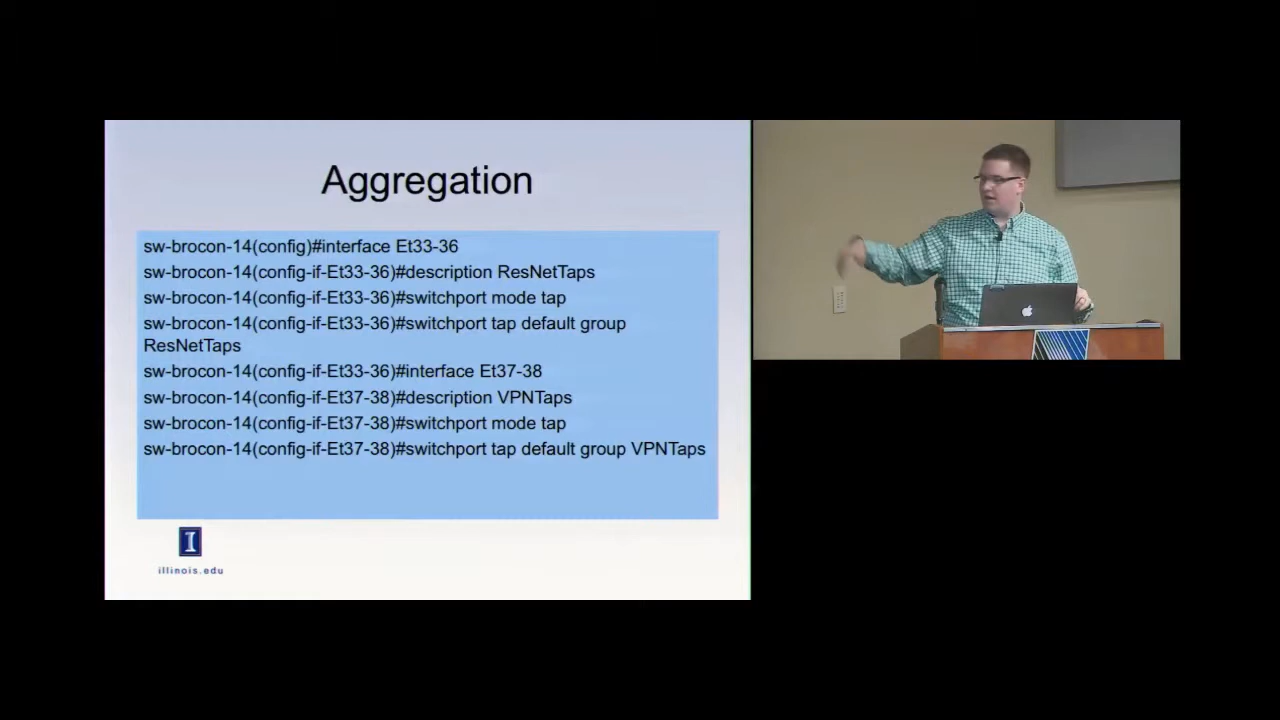 Aggregation
sw-brocon-14(config)#interface Et33-36
sw-brocon-14(config-if-Et33-36)#description ResNetTaps
sw-brocon-14(config-if-Et33-36)#switchport mode tap
sw-brocon-14(config-if-Et33-36)#switchport tap default group
ResNetTaps
sw-brocon-14(config-if-Et33-36)#interface Et37-38
sw-brocon-14(config-if-Et37-38)#description VPNTaps
sw-brocon-14(config-if-Et37-38)#switchport mode tap
sw-brocon-14(config-if-Et37-38)#switchport tap default group VPNTaps
I
illinois.edu